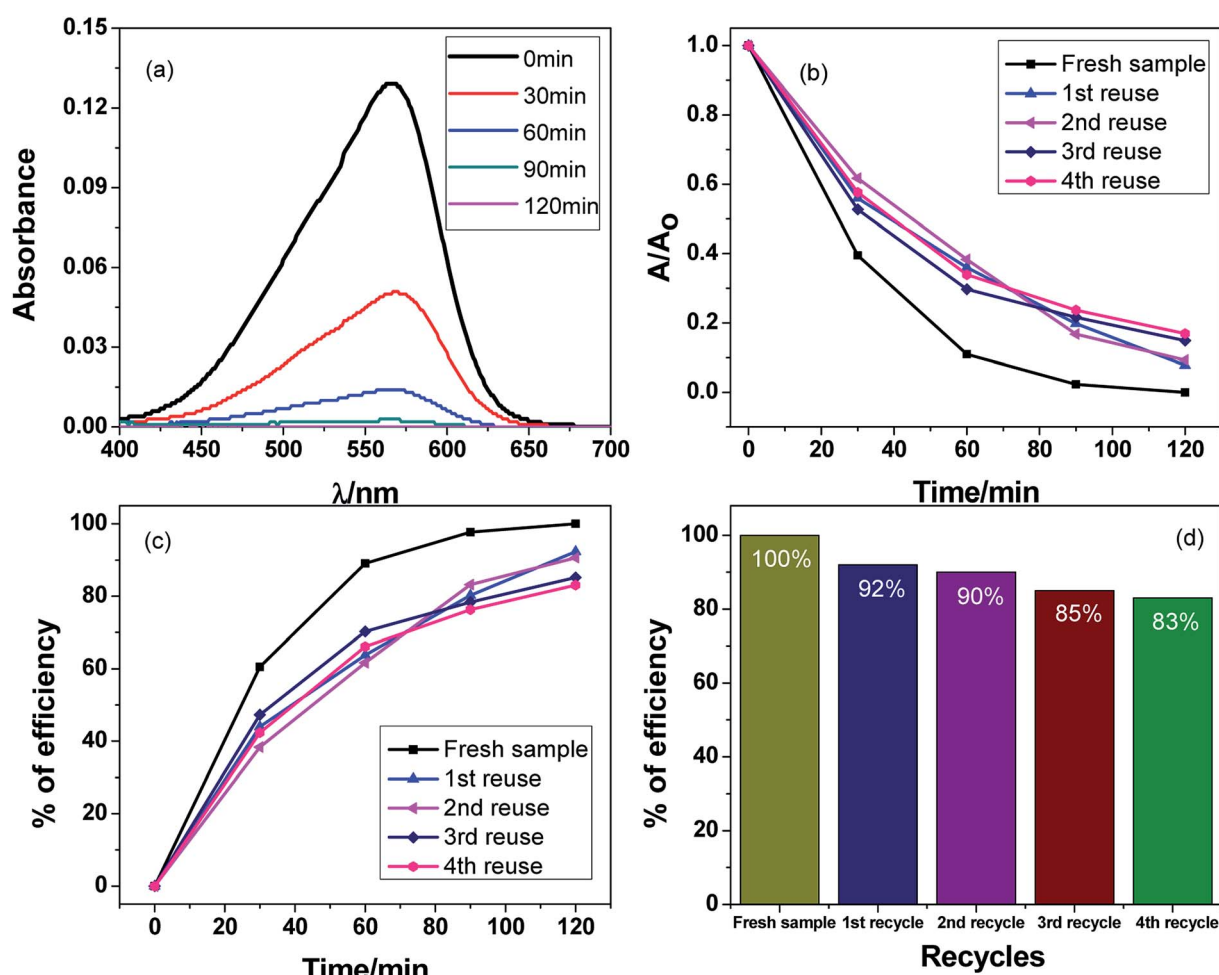 (a)
0min
30min
60min
90min
120min
0.15
0.12
0.09
0.06
0.03
0.00
Absorbance
400 450 500 550 600 650 700
λ/nm
(b)
Fresh sample
1st reuse
2nd reuse
3rd reuse
4th reuse
1.0
0.8
0.6
0.4
0.2
0.0
A/Ao
0 20 40 60 80 100 120
Time/min
(c)
100
80
60
40
20
0
% of efficiency
Fresh sample
1st reuse
2nd reuse
3rd reuse
4th reuse
0 20 40 60 80 100 120
Time/min
(d)
100
80
60
40
20
0
% of efficiency
100%
92%
90%
85%
83%
Fresh sample 1st recycle 2nd recycle 3rd recycle 4th recycle
Recycles